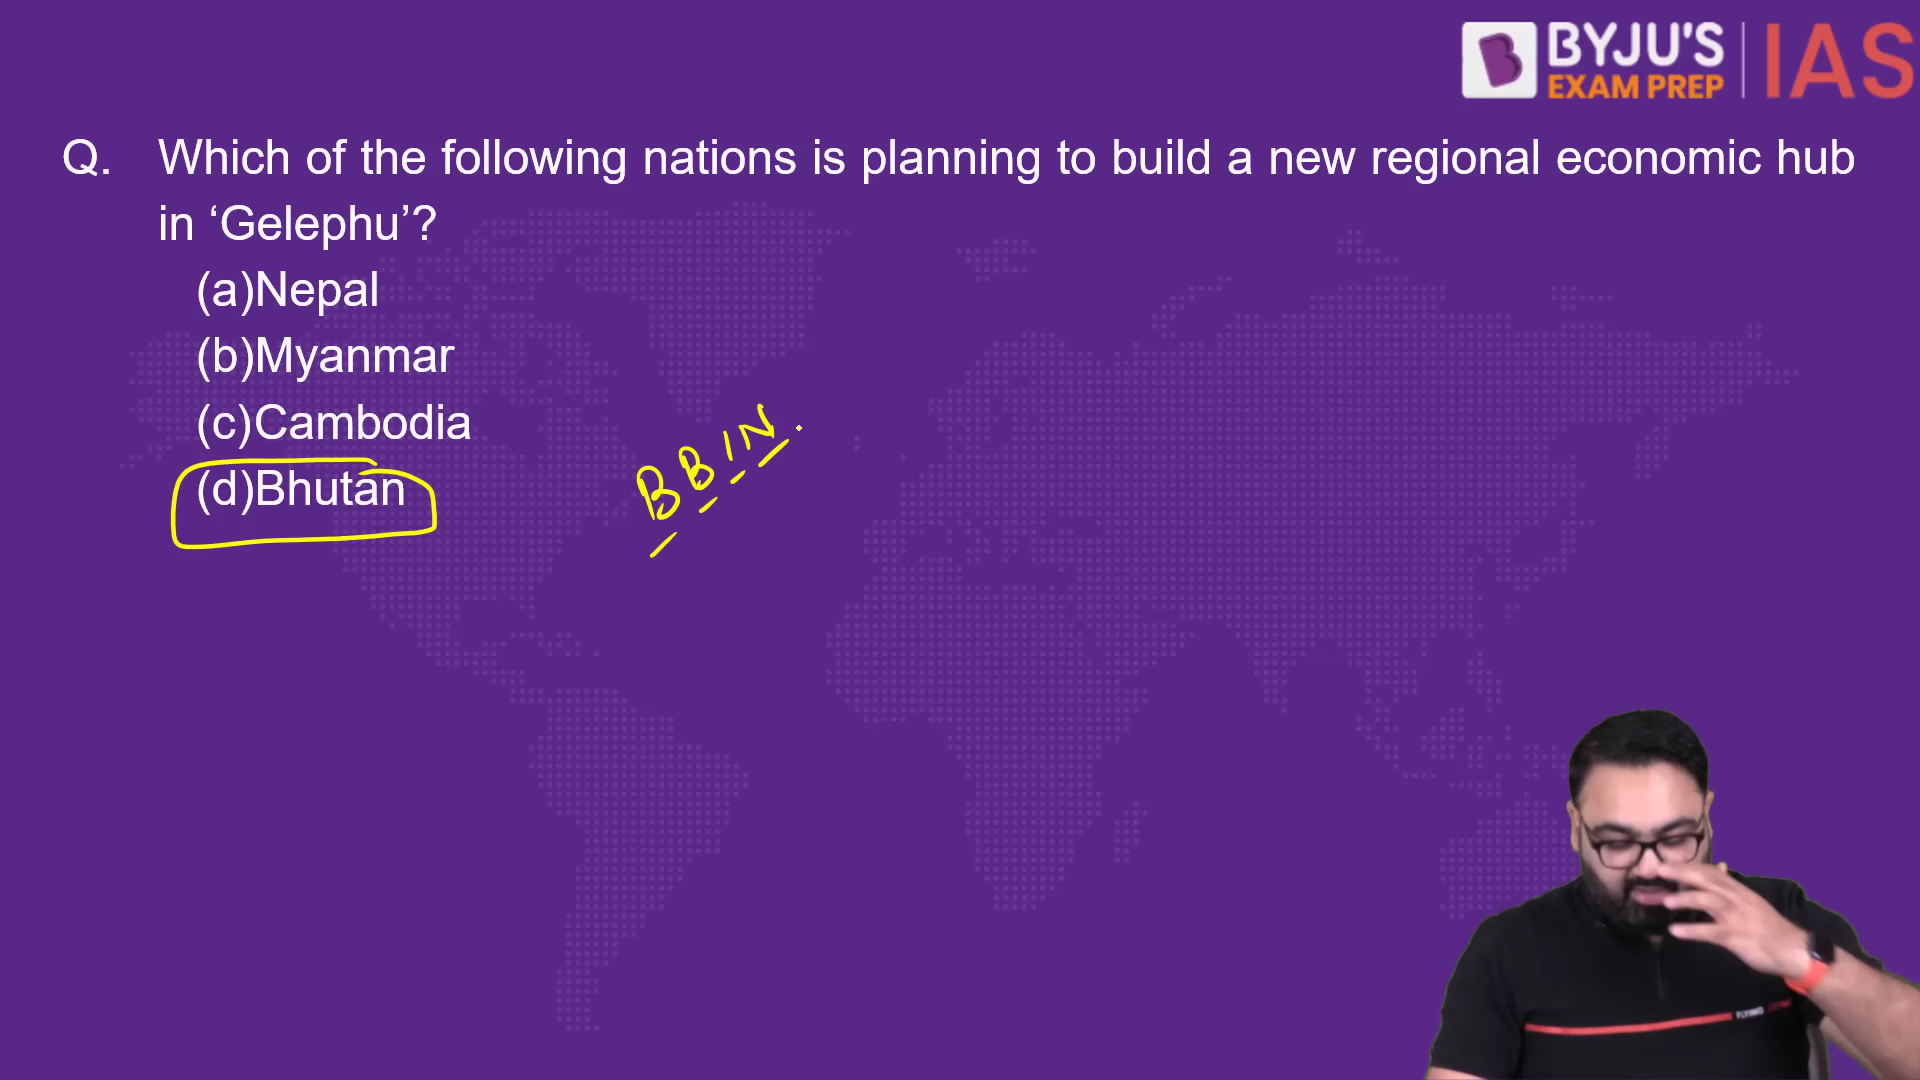 BYJU'S
EXAM PREP
IAS
Q. Which of the following nations is planning to build a new regional economic hub
in ‘Gelephu’?
(a)Nepal
(b)Myanmar
(c)Cambodia
(d)Bhutan
BBIN
FLYING